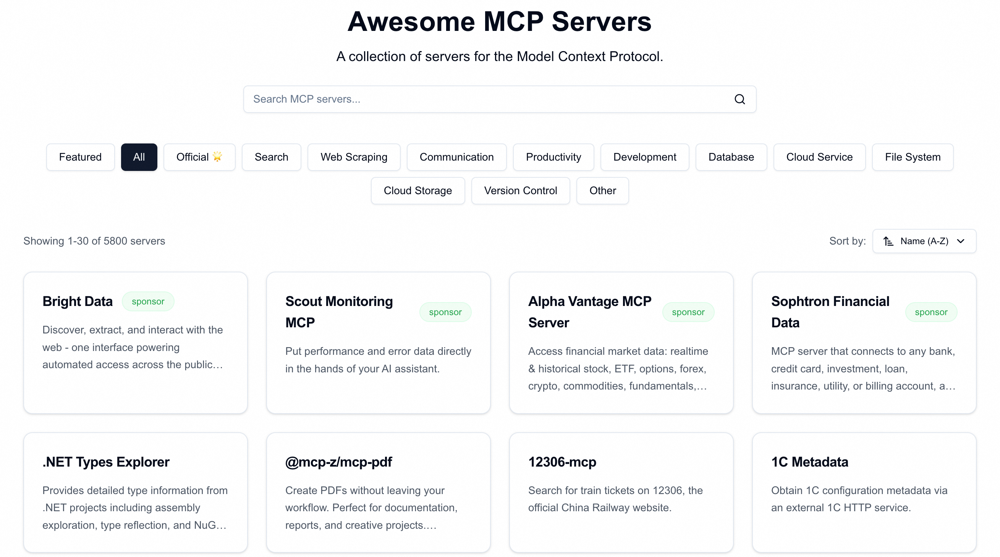 Awesome MCP Servers
A collection of servers for the Model Context Protocol.
Search MCP servers...
Featured
All
Official 🌟
Search
Web Scraping
Communication
Productivity
Development
Database
Cloud Service
File System
Cloud Storage
Version Control
Other
Showing 1-30 of 5800 servers
Sort by:
Name (A-Z)
Bright Data
sponsor
Discover, extract, and interact with the
web - one interface powering
automated access across the public…
Scout Monitoring
MCP
sponsor
Put performance and error data directly
in the hands of your AI assistant.
Alpha Vantage MCP
Server
sponsor
Access financial market data: realtime
& historical stock, ETF, options, forex,
crypto, commodities, fundamentals,…
Sophtron Financial
Data
sponsor
MCP server that connects to any bank,
credit card, investment, loan,
insurance, utility, or billing account, a…
.NET Types Explorer
Provides detailed type information from
.NET projects including assembly
exploration, type reflection, and NuG…
@mcp-z/mcp-pdf
Create PDFs without leaving your
workflow. Perfect for documentation,
reports, and creative projects.…
12306-mcp
Search for train tickets on 12306, the
official China Railway website.
1C Metadata
Obtain 1C configuration metadata via
an external 1C HTTP service.